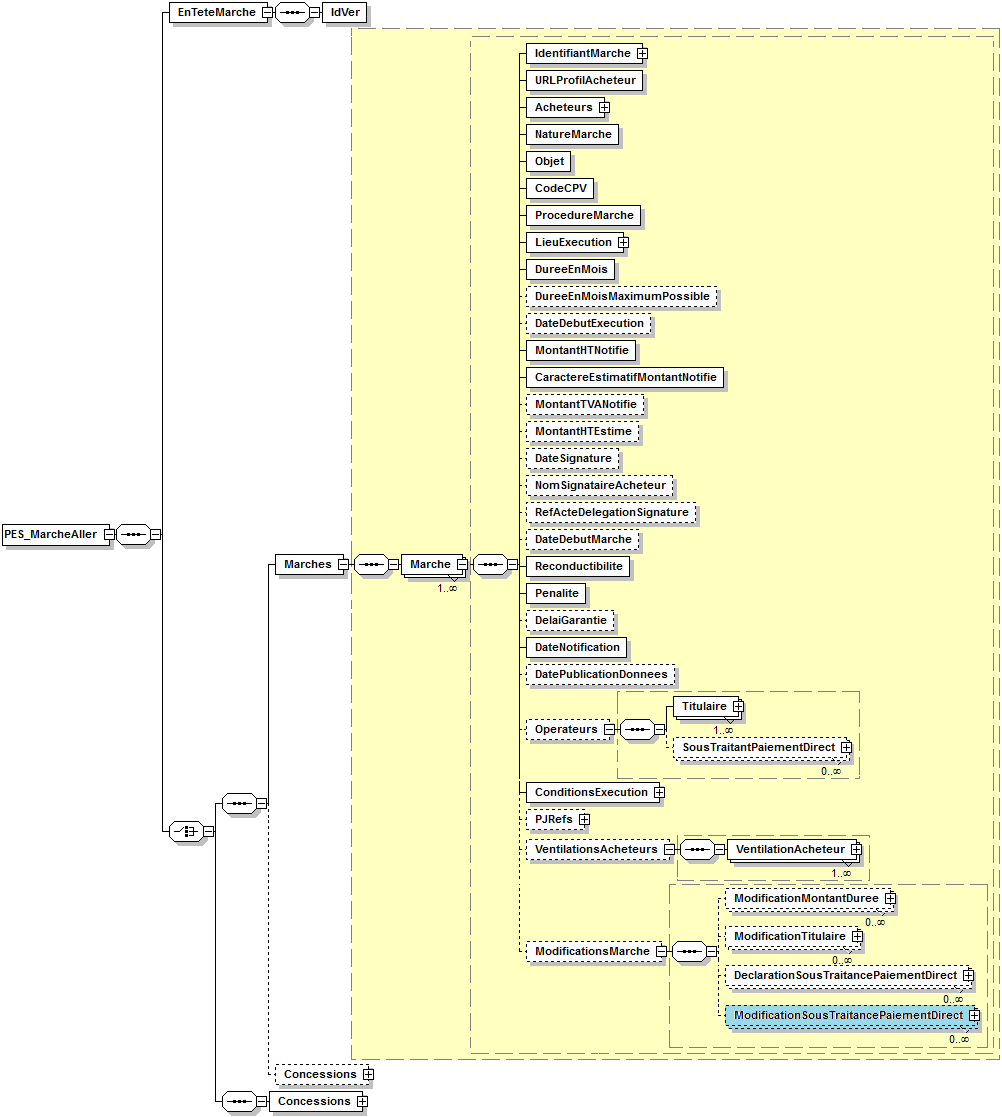 EnTeteMarche
IdVer
IdentifiantMarche
URLProfilAcheteur
Acheteurs
NatureMarche
Objet
CodeCPV
ProcedureMarche
LieuExecution
DureeEnMois
DureeEnMoisMaximumPossible
DateDebutExecution
MontantHTNotifie
CaractereEstimatifMontantNotifie
MontantTVANotifie
MontantHTEstime
DateSignature
NomSignataireAcheteur
RefActeDelegationSignature
DateDebutMarche
PES_MarcheAller
Marches
Marche
1..∞
Reconductibilite
Penalite
DelaiGarantie
DateNotification
DatePublicationDonnees
Operateurs
Titulaire
1..∞
SousTraitantPaiementDirect
0..∞
ConditionsExecution
PJRefs
VentilationsAcheteurs
VentilationAcheteur
1..∞
ModificationsMarche
ModificationMontantDuree
0..∞
ModificationTitulaire
0..∞
DeclarationSousTraitancePaiementDirect
0..∞
ModificationSousTraitancePaiementDirect
0..∞
Concessions
Concessions